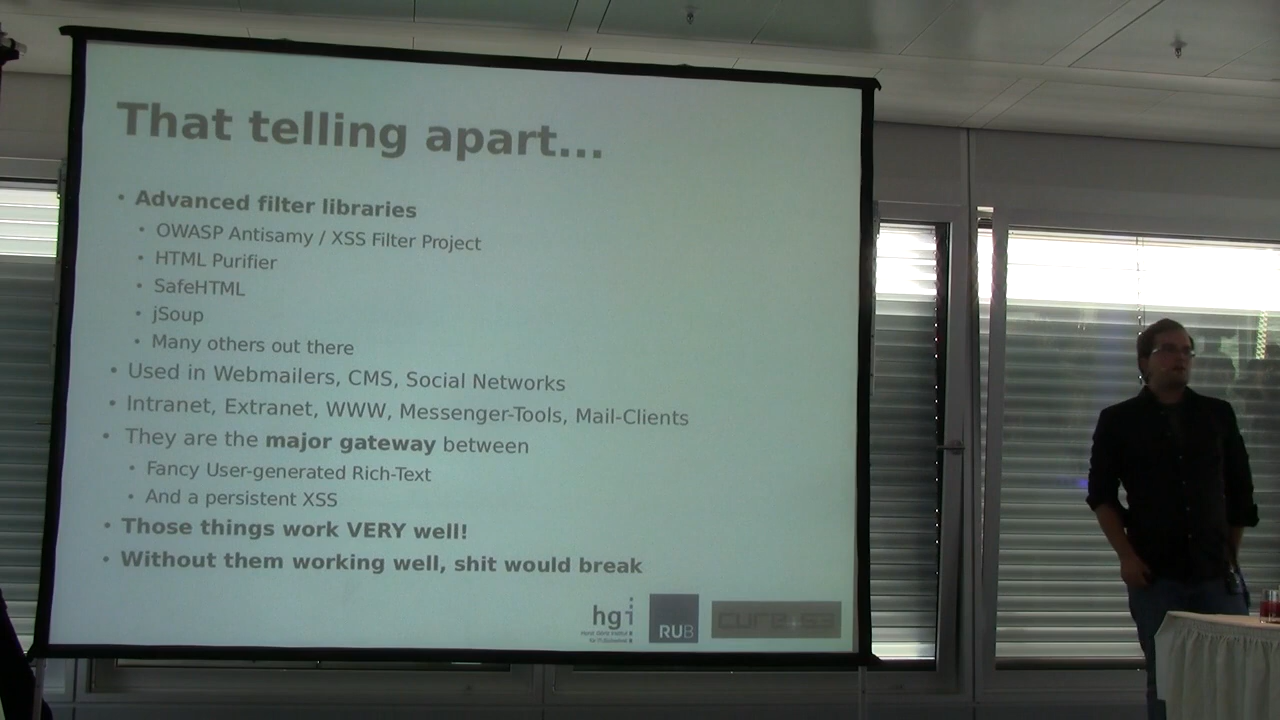 That telling apart...
• Advanced filter libraries
• OWASP Antisamy / XSS Filter Project
• HTML Purifier
• SafeHTML
• jSoup
• Many others out there
• Used in Webmailers, CMS, Social Networks
• Intranet, Extranet, WWW, Messenger-Tools, Mail-Clients
• They are the major gateway between
• Fancy User-generated Rich-Text
• And a persistent XSS
• Those things work VERY well!
• Without them working well, shit would break
hgi
RUB